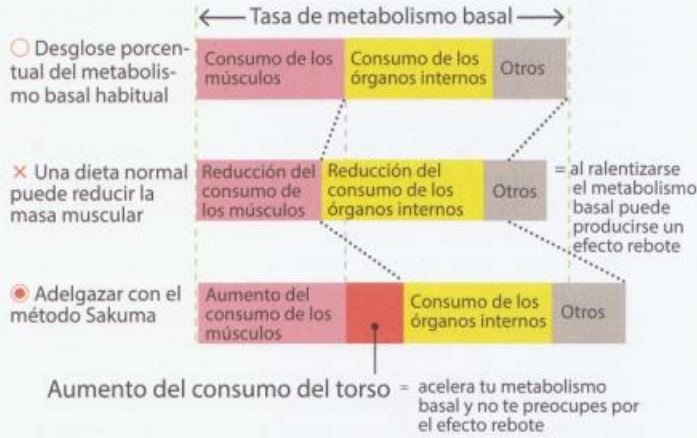 Tasa de metabolismo basal
Desglose porcen-
tual del metabolis-
mo basal habitual
Consumo de los
músculos
Consumo de los
órganos internos
Otros
× Una dieta normal
puede reducir la
masa muscular
Reducción del
consumo de
los músculos
Reducción del
consumo de los
órganos internos
Otros
= al ralentizarse
el metabolismo
basal puede
producirse un
efecto rebote
Adelgazar con el
método Sakuma
Aumento del
consumo de los
músculos
Consumo de los
órganos internos
Otros
Aumento del consumo del torso = acelera tu metabolismo
basal y no te preocupes por
el efecto rebote